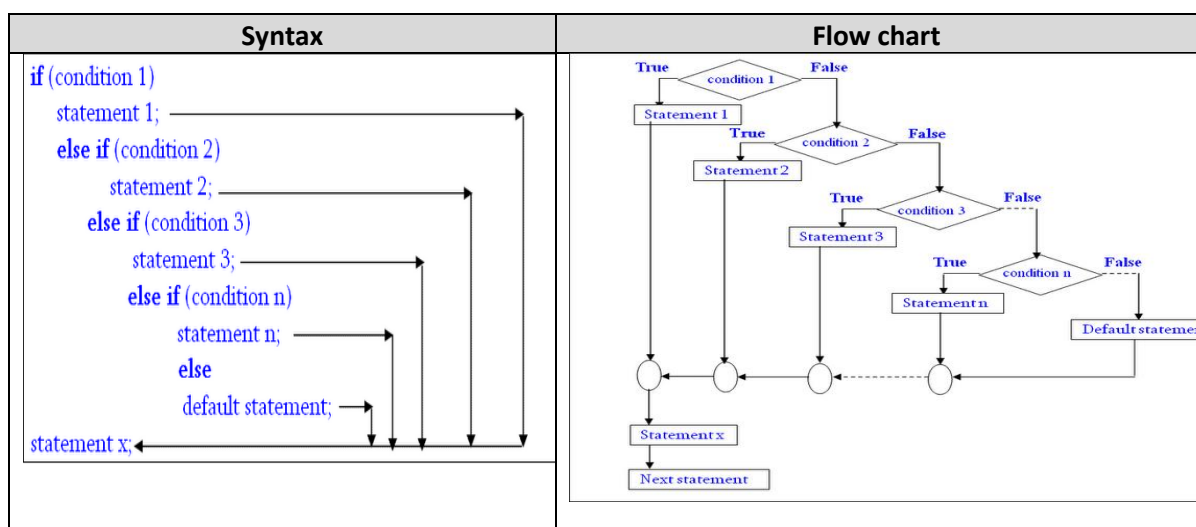 Syntax
if (condition 1)
statement 1;
else if (condition 2)
statement 2;
else if (condition 3)
statement 3;
else if (condition n)
statement n;
else
default statement;
statement x;
Flow chart
True condition 1 False
Statement 1
True condition 2 False
Statement 2
True condition 3 False
Statement 3
True condition n False
Statement n
Default statemen
Statement x
Next statement